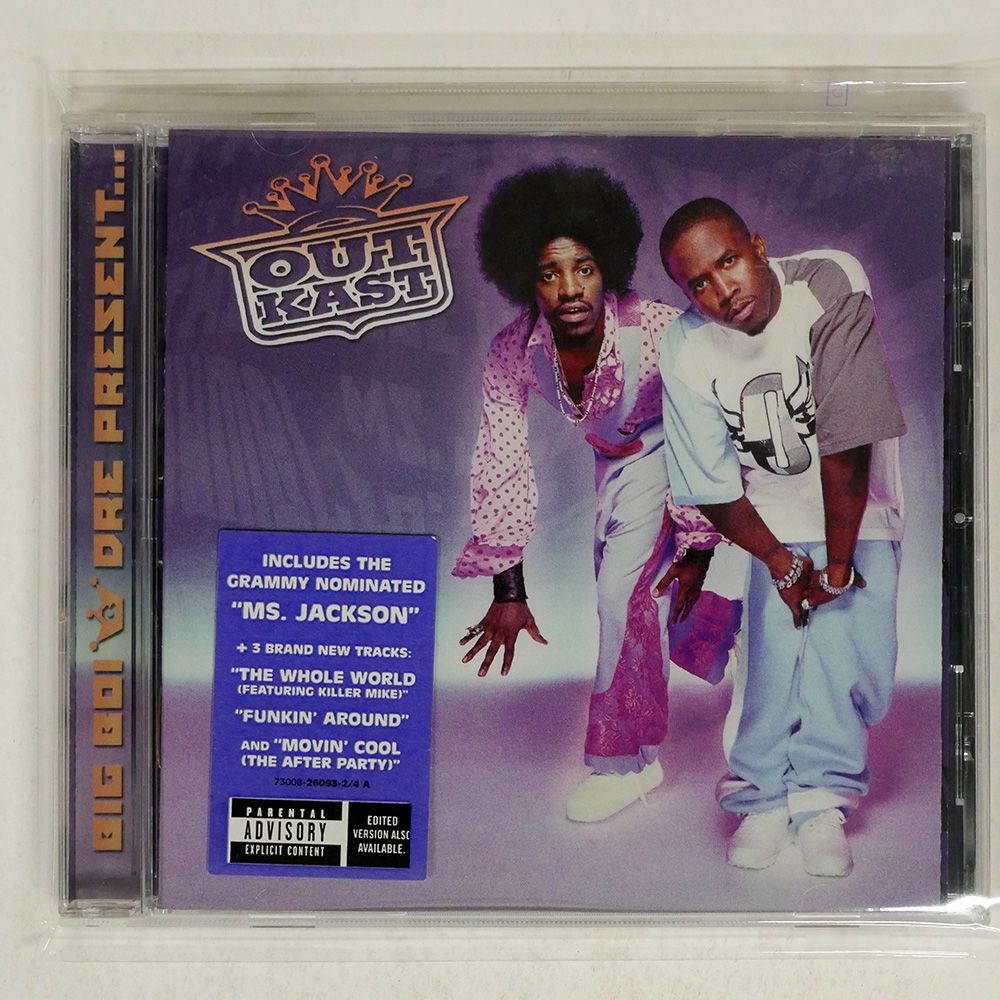 BIG BOI & DRE PRESENT...
OUT
KAST
INCLUDES THE
GRAMMY NOMINATED
"MS. JACKSON"
+ 3 BRAND NEW TRACKS:
"THE WHOLE WORLD
(FEATURING KILLER MIKE)"
"FUNKIN' AROUND"
AND "MOVIN' COOL
(THE AFTER PARTY)"
73008-26093-2/4 A
PARENTAL
ADVISORY
EXPLICIT CONTENT
EDITED
VERSION ALSO
AVAILABLE.